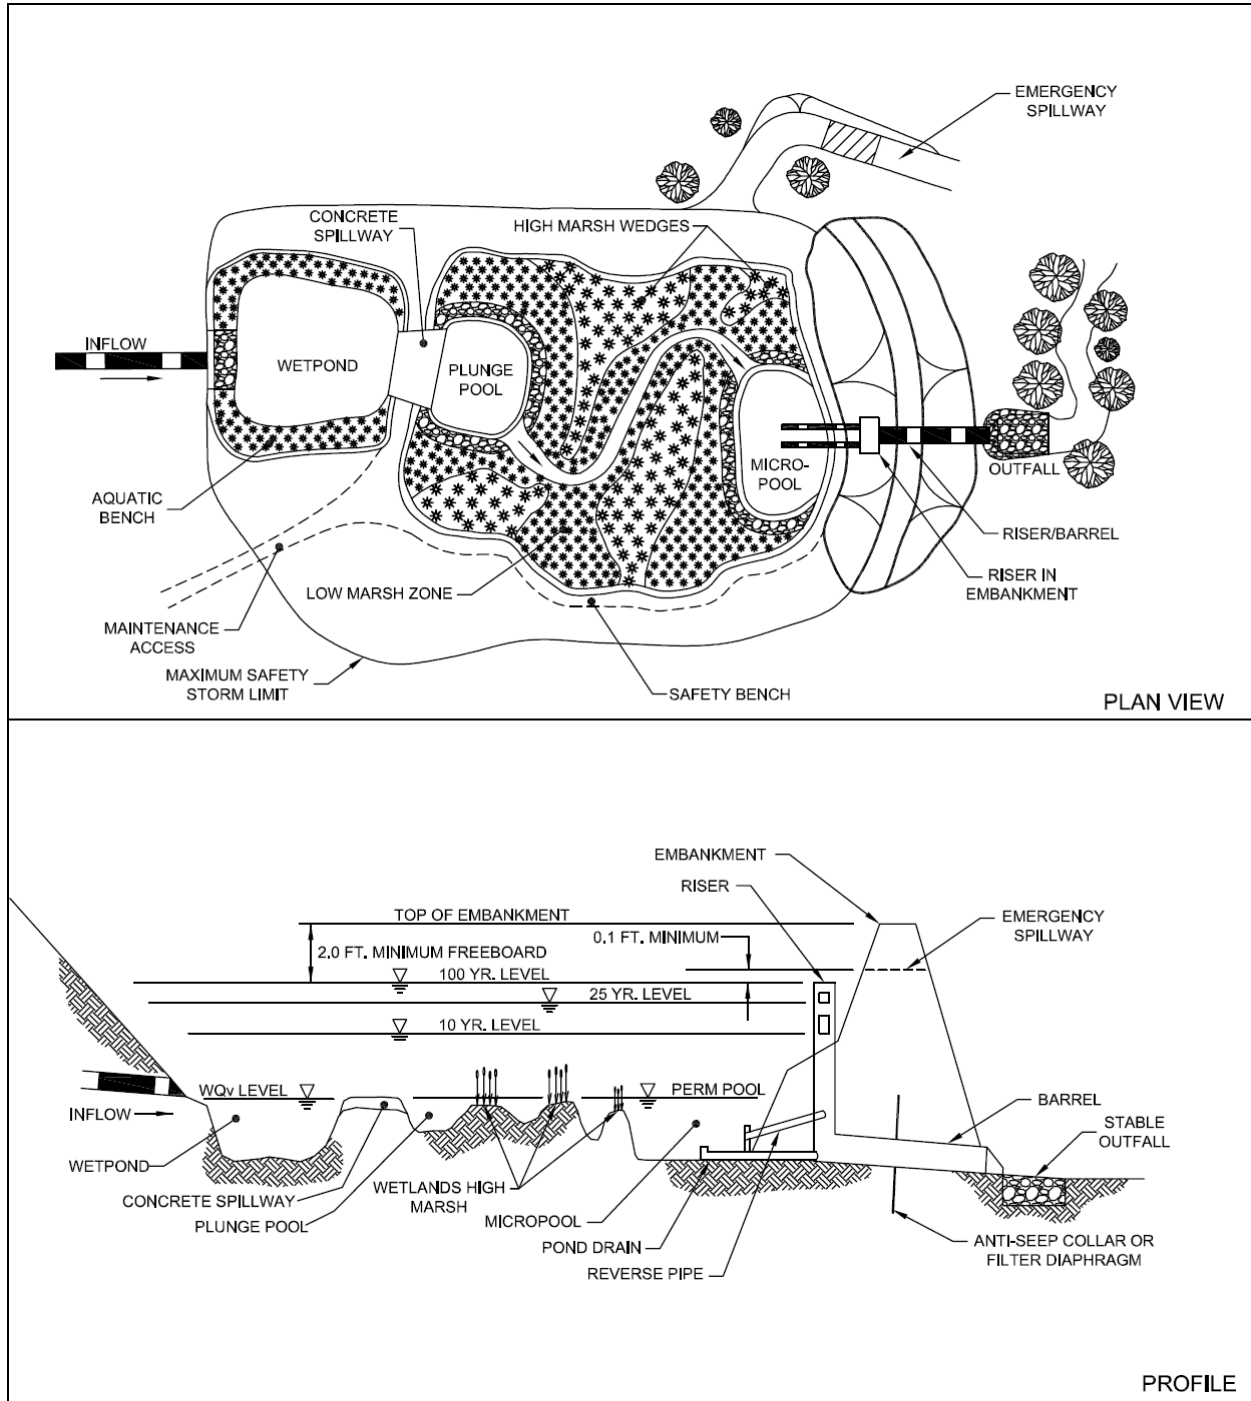 EMERGENCY
SPILLWAY
CONCRETE
SPILLWAY
HIGH MARSH WEDGES
INFLOW
WETPOND
PLUNGE
POOL
MICRO-
POOL
OUTFALL
AQUATIC
BENCH
RISER/BARREL
LOW MARSH ZONE
RISER IN
EMBANKMENT
MAINTENANCE
ACCESS
MAXIMUM SAFETY
STORM LIMIT
SAFETY BENCH
PLAN VIEW
EMBANKMENT
RISER
TOP OF EMBANKMENT
EMERGENCY
SPILLWAY
0.1 FT. MINIMUM
2.0 FT. MINIMUM FREEBOARD
100 YR. LEVEL
25 YR. LEVEL
10 YR. LEVEL
WQv LEVEL
PERM POOL
INFLOW
BARREL
STABLE
OUTFALL
WETPOND
CONCRETE SPILLWAY
PLUNGE POOL
WETLANDS HIGH
MARSH
MICROPOOL
POND DRAIN
REVERSE PIPE
ANTI-SEEP COLLAR OR
FILTER DIAPHRAGM
PROFILE